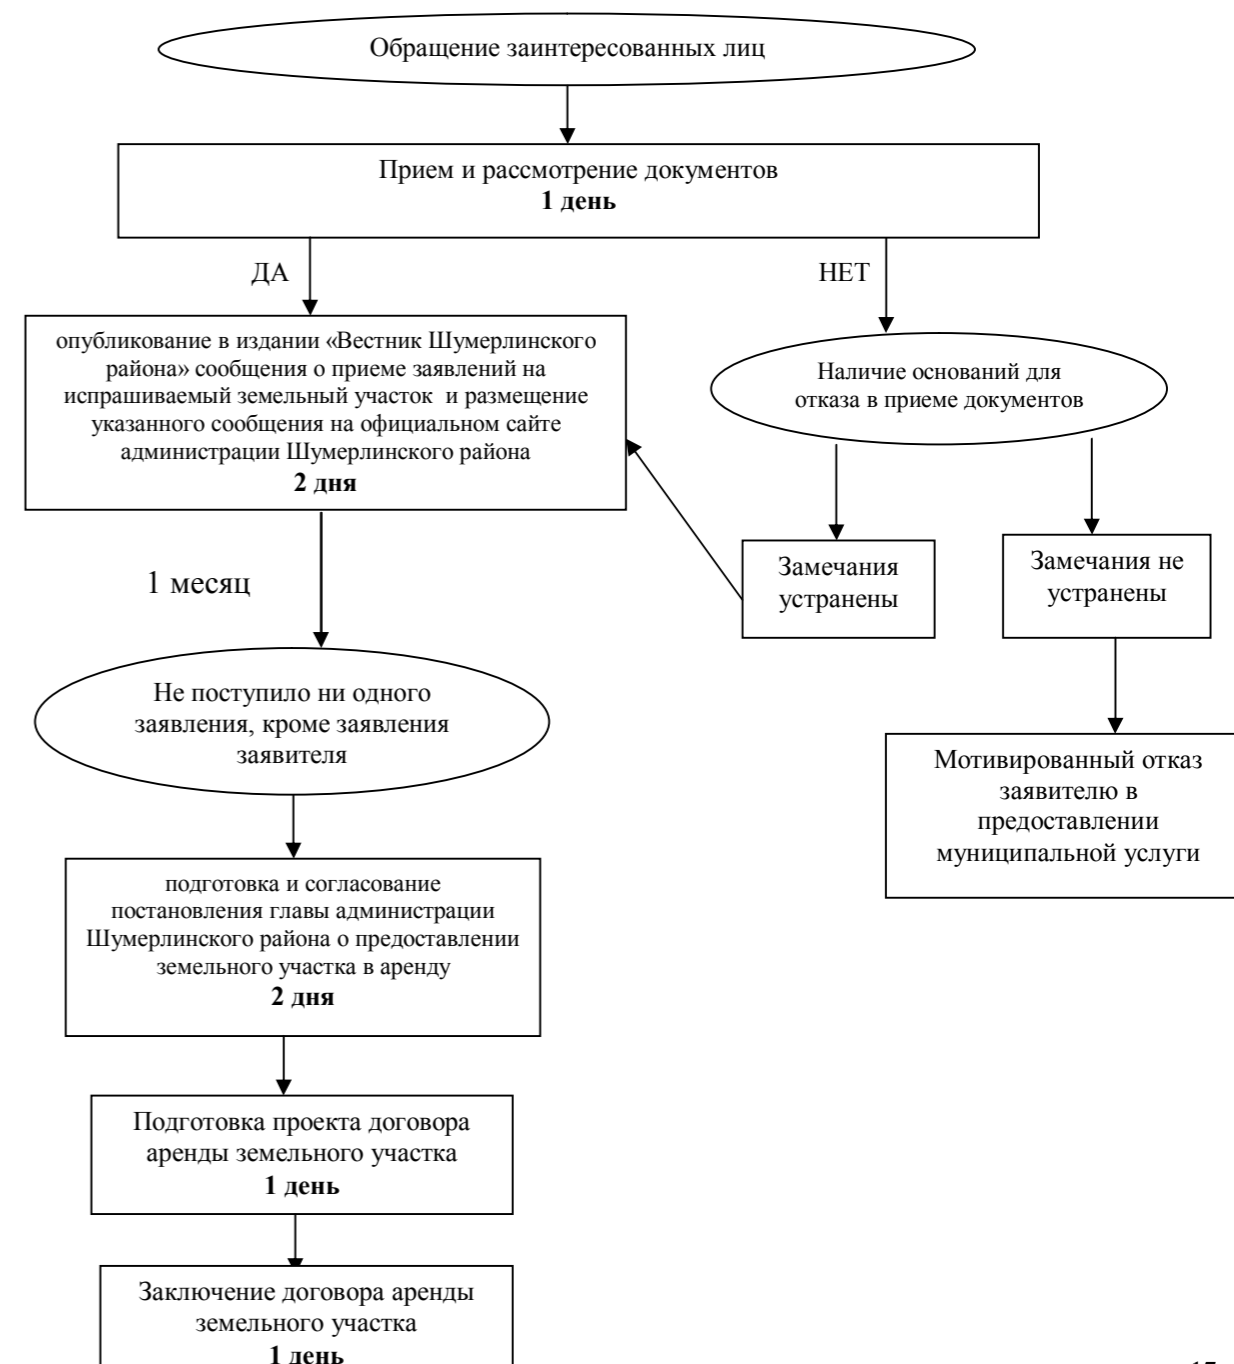 Обращение заинтересованных лиц
Прием и рассмотрение документов
1 день
ДА
НЕТ
опубликование в издании «Вестник Шумерлинского
района» сообщения о приеме заявлений на
испрашиваемый земельный участок и размещение
указанного сообщения на официальном сайте
администрации Шумерлинского района
2 дня
Наличие оснований для
отказа в приеме документов
Замечания
устранены
Замечания не
устранены
1 месяц
Не поступило ни одного
заявления, кроме заявления
заявителя
Мотивированный отказ
заявителю в
предоставлении
муниципальной услуги
подготовка и согласование
постановления главы администрации
Шумерлинского района о предоставлении
земельного участка в аренду
2 дня
Подготовка проекта договора
аренды земельного участка
1 день
Заключение договора аренды
земельного участка
1 день